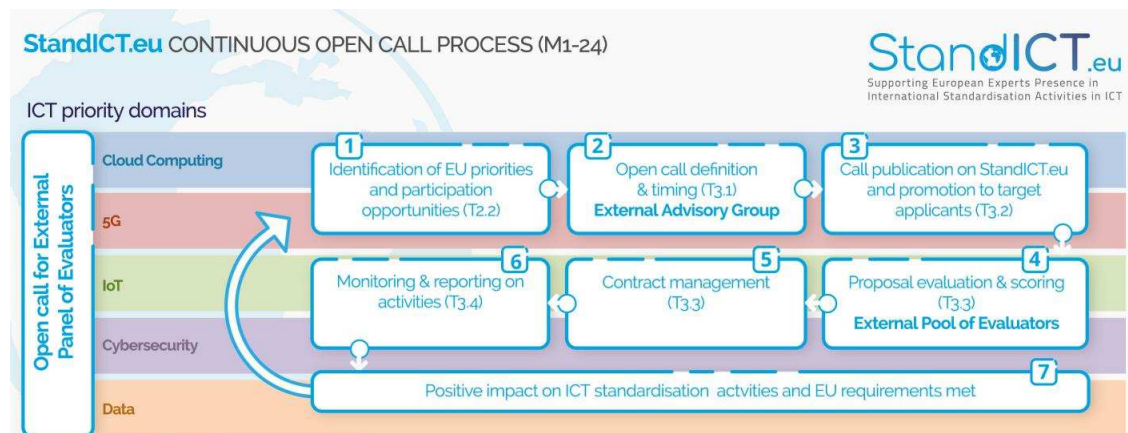 StandICT.eu CONTINUOUS OPEN CALL PROCESS (M1-24)
StandICT.eu
Supporting European Experts Presence in
International Standardisation Activities in ICT
ICT priority domains
Open call for External
Panel of Evaluators
Cloud Computing
5G
IoT
Cybersecurity
Data
1
Identification of EU priorities
and participation
opportunities (T2.2)
2
Open call definition
& timing (T3.1)
External Advisory Group
3
Call publication on StandICT.eu
and promotion to target
applicants (T3.2)
4
Proposal evaluation & scoring
(T3.3)
External Pool of Evaluators
5
Contract management
(T3.3)
6
Monitoring & reporting on
activities (T3.4)
7
Positive impact on ICT standardisation actvities and EU requirements met